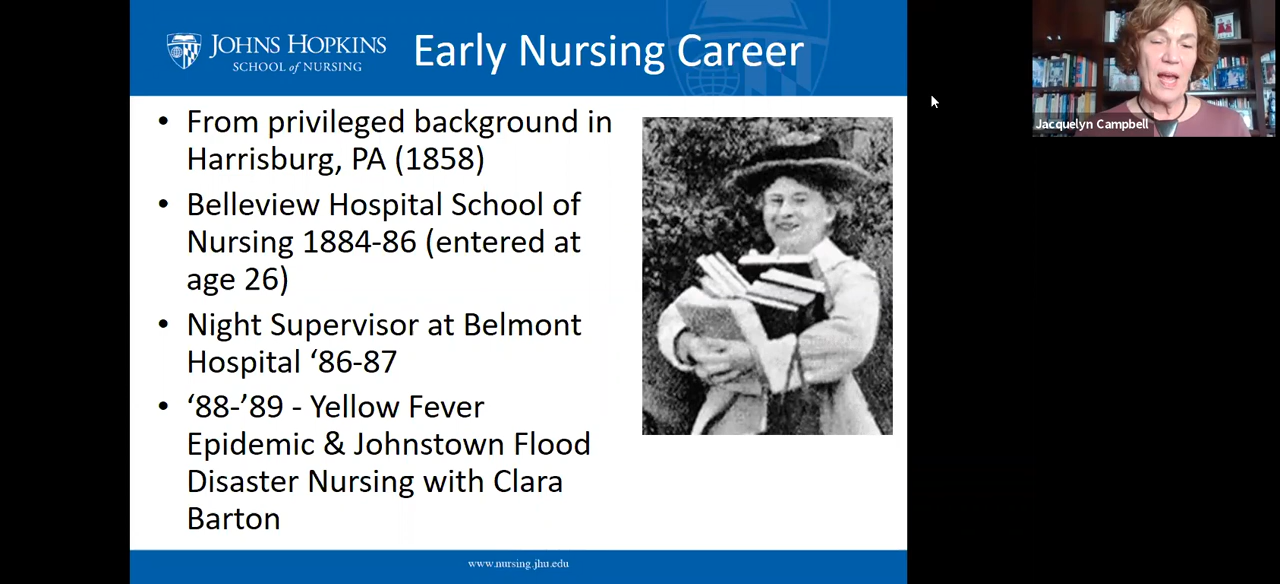 JOHNS HOPKINS
SCHOOL of NURSING
Early Nursing Career
• From privileged background in
Harrisburg, PA (1858)
• Belleview Hospital School of
Nursing 1884-86 (entered at
age 26)
• Night Supervisor at Belmont
Hospital ‘86-87
• ‘88-’89 - Yellow Fever
Epidemic & Johnstown Flood
Disaster Nursing with Clara
Barton
www.nursing.jhu.edu
Jacquelyn Campbell